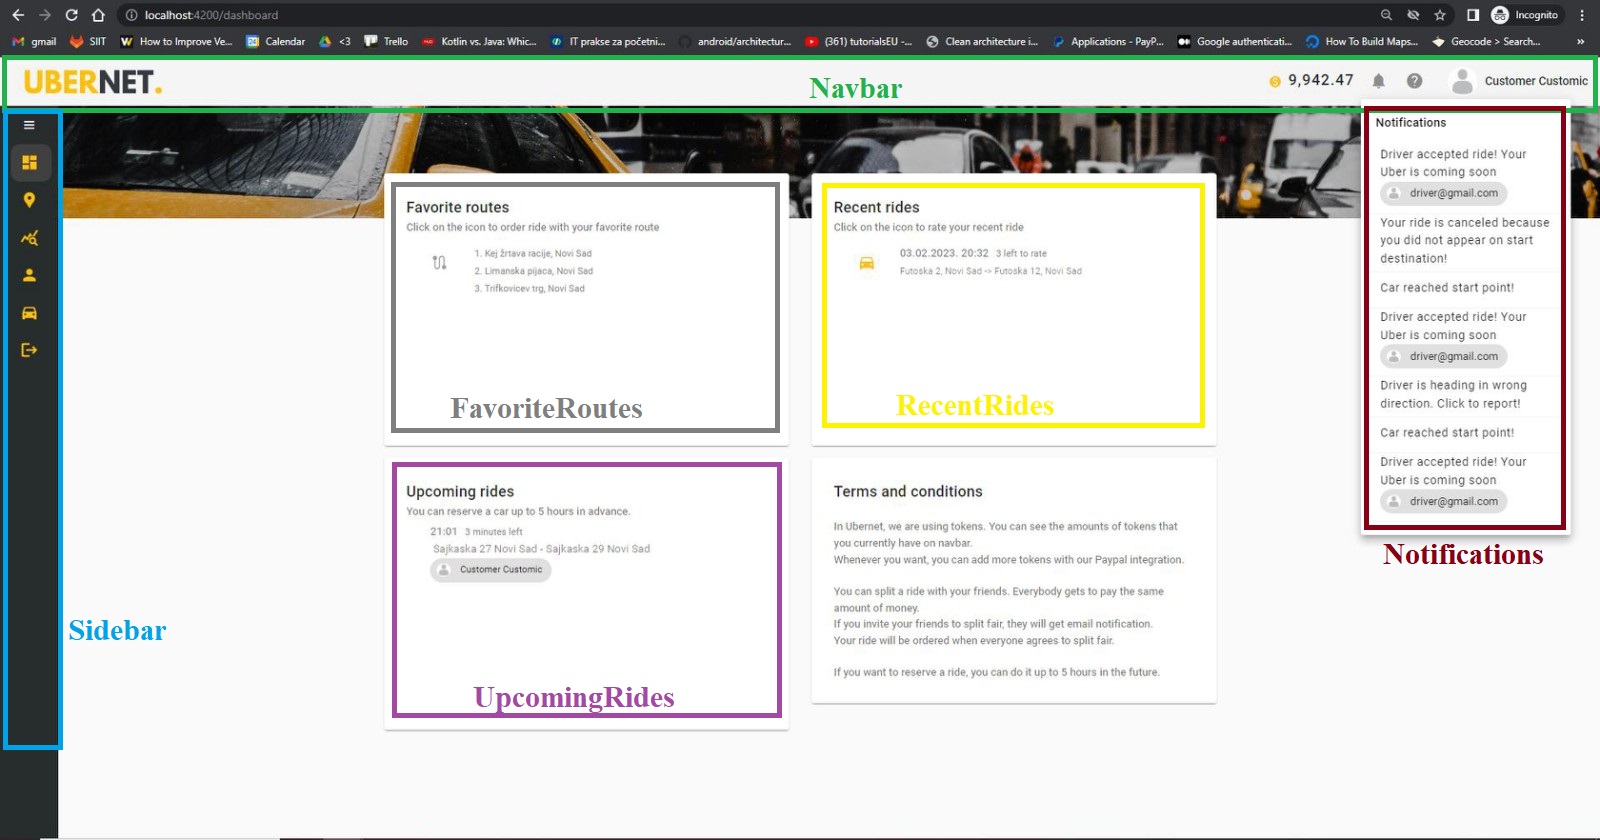 localhost:4200/dashboard
Incognito
gmail
SIIT
How to Improve Ve...
Calendar
<3
Trello
Kotlin vs. Java: Whic...
IT prakse za početni...
android/architectur...
(361) tutorialsEU -...
Clean architecture i...
Applications - PayP...
Google authenticati...
How To Build Maps...
Geocode > Search...
»
UBERNET.
Navbar
9,942.47
Customer Customic
Sidebar
Favorite routes
Click on the icon to order ride with your favorite route
1. Kej žrtava racije, Novi Sad
2. Limanska pijaca, Novi Sad
3. Trifkovicev trg, Novi Sad
FavoriteRoutes
Recent rides
Click on the icon to rate your recent ride
03.02.2023. 20:32 3 left to rate
Futoska 2, Novi Sad -> Futoska 12, Novi Sad
RecentRides
Upcoming rides
You can reserve a car up to 5 hours in advance.
21:01 3 minutes left
Sajkaska 27 Novi Sad - Sajkaska 29 Novi Sad
Customer Customic
UpcomingRides
Terms and conditions
In Ubernet, we are using tokens. You can see the amounts of tokens that
you currently have on navbar.
Whenever you want, you can add more tokens with our Paypal integration.
You can split a ride with your friends. Everybody gets to pay the same
amount of money.
If you invite your friends to split fair, they will get email notification.
Your ride will be ordered when everyone agrees to split fair.
If you want to reserve a ride, you can do it up to 5 hours in the future.
Notifications
Driver accepted ride! Your
Uber is coming soon
driver@gmail.com
Your ride is canceled because
you did not appear on start
destination!
Car reached start point!
Driver accepted ride! Your
Uber is coming soon
driver@gmail.com
Driver is heading in wrong
direction. Click to report!
Car reached start point!
Driver accepted ride! Your
Uber is coming soon
driver@gmail.com
Notifications